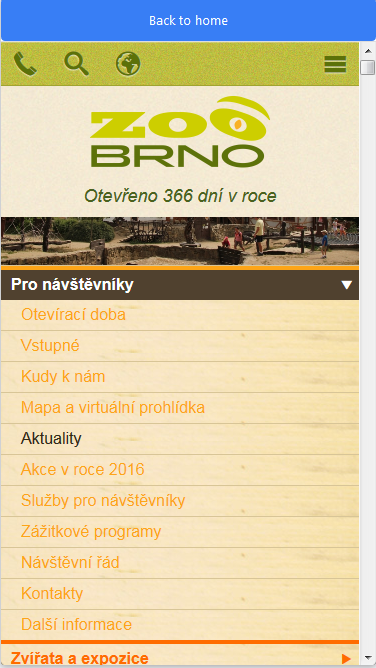 Back to home
ZOO
BRNO
Otevřeno 366 dní v roce
Pro návštěvníky
Otevírací doba
Vstupné
Kudy k nám
Mapa a virtuální prohlídka
Aktuality
Akce v roce 2016
Služby pro návštěvníky
Zážitkové programy
Návštěvní řád
Kontakty
Další informace
Zvířata a expozice